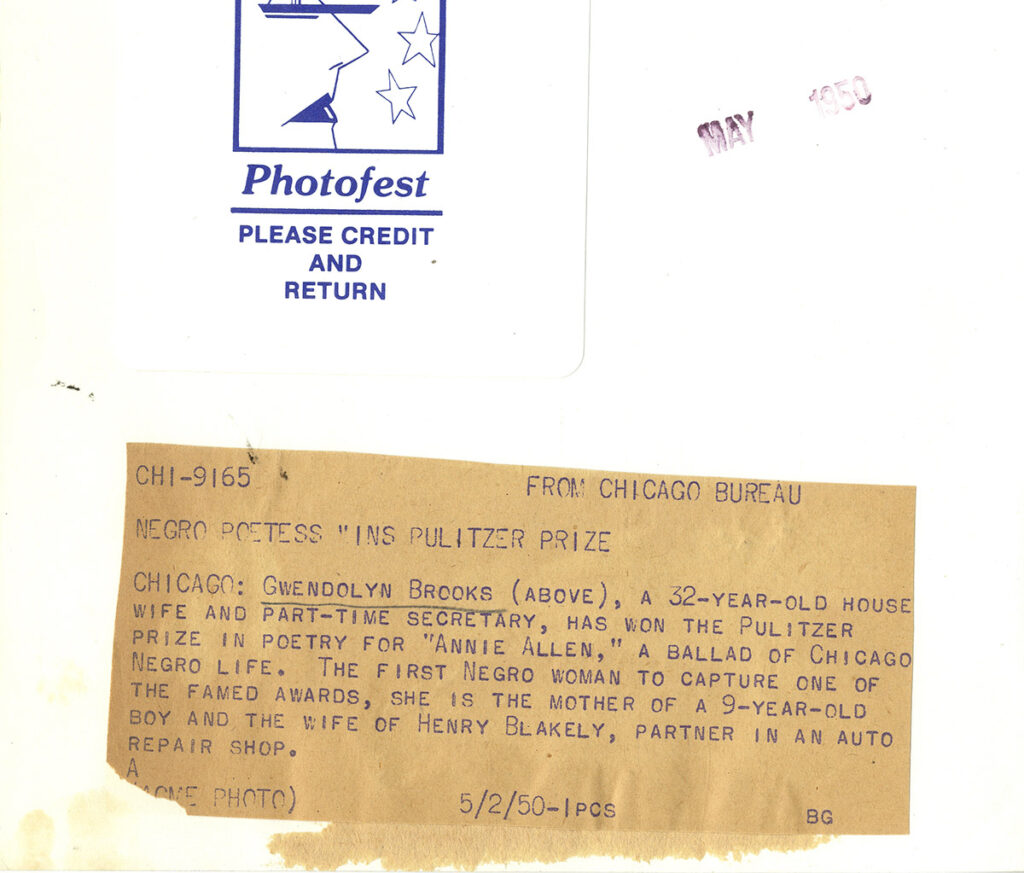 Photofest
PLEASE CREDIT
AND
RETURN
MAY 1950
CHI-9165 FROM CHICAGO BUREAU
NEGRO POETESS "INS PULITZER PRIZE
CHICAGO: GWENDOLYN BROOKS (ABOVE), A 32-YEAR-OLD HOUSE
WIFE AND PART-TIME SECRETARY, HAS WON THE PULITZER
PRIZE IN POETRY FOR "ANNIE ALLEN," A BALLAD OF CHICAGO
NEGRO LIFE. THE FIRST NEGRO WOMAN TO CAPTURE ONE OF
THE FAMED AWARDS, SHE IS THE MOTHER OF A 9-YEAR-OLD
BOY AND THE WIFE OF HENRY BLAKELY, PARTNER IN AN AUTO
REPAIR SHOP.
A
(ACME PHOTO) 5/2/50-1PCS BG